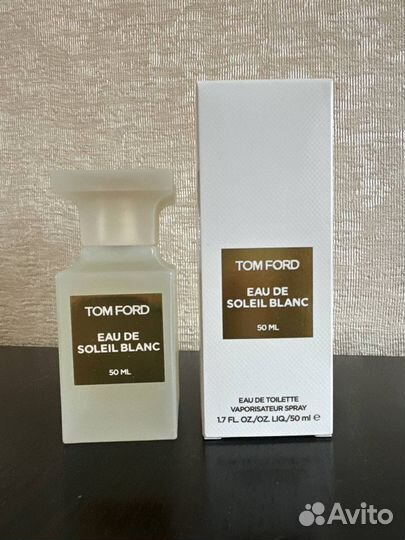 TOM FORD
EAU DE
SOLEIL BLANC
50 ML
TOM FORD
EAU DE
SOLEIL BLANC
50 ML
EAU DE TOILETTE
VAPORISATEUR SPRAY
1.7 FL. OZ./OZ. LIQ./50 ml e
Avito